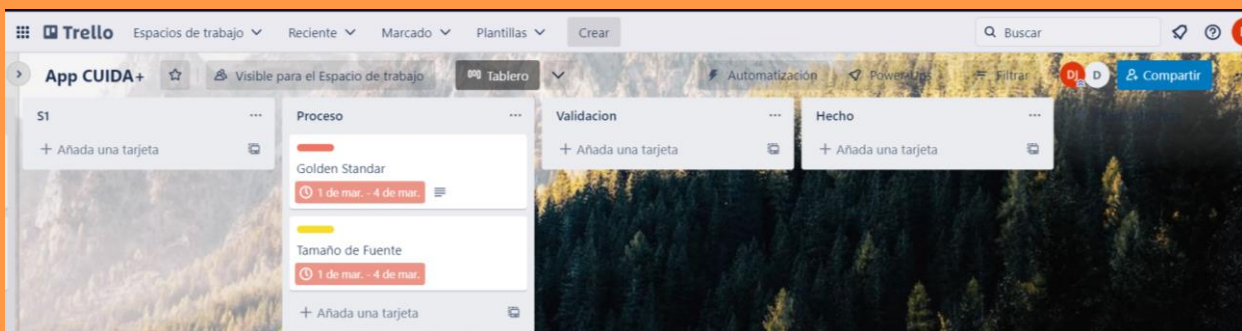 Trello Espacios de trabajo Reciente Marcado Plantillas Crear Buscar
App CUIDA+ Visible para el Espacio de trabajo Tablero Automatización Power-Ups Filtrar DJ D Compartir
S1
+ Añada una tarjeta
Proceso
Golden Standar
1 de mar. - 4 de mar.
Tamaño de Fuente
1 de mar. - 4 de mar.
+ Añada una tarjeta
Validacion
+ Añada una tarjeta
Hecho
+ Añada una tarjeta